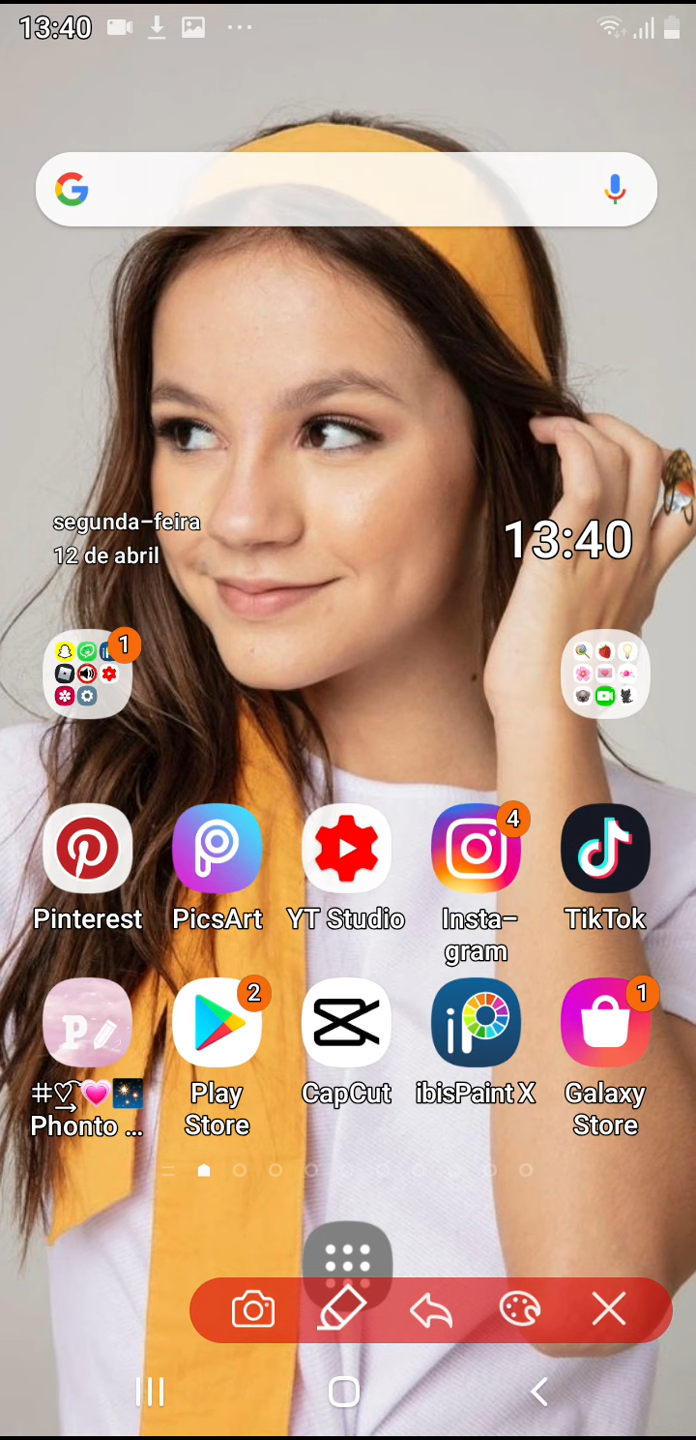 13:40
segunda-feira
12 de abril
13:40
1
Pinterest
PicsArt
YT Studio
4
Insta-
gram
TikTok
#♡⃕💗🎇
Phonto ...
2
Play
Store
CapCut
ibisPaint X
1
Galaxy
Store